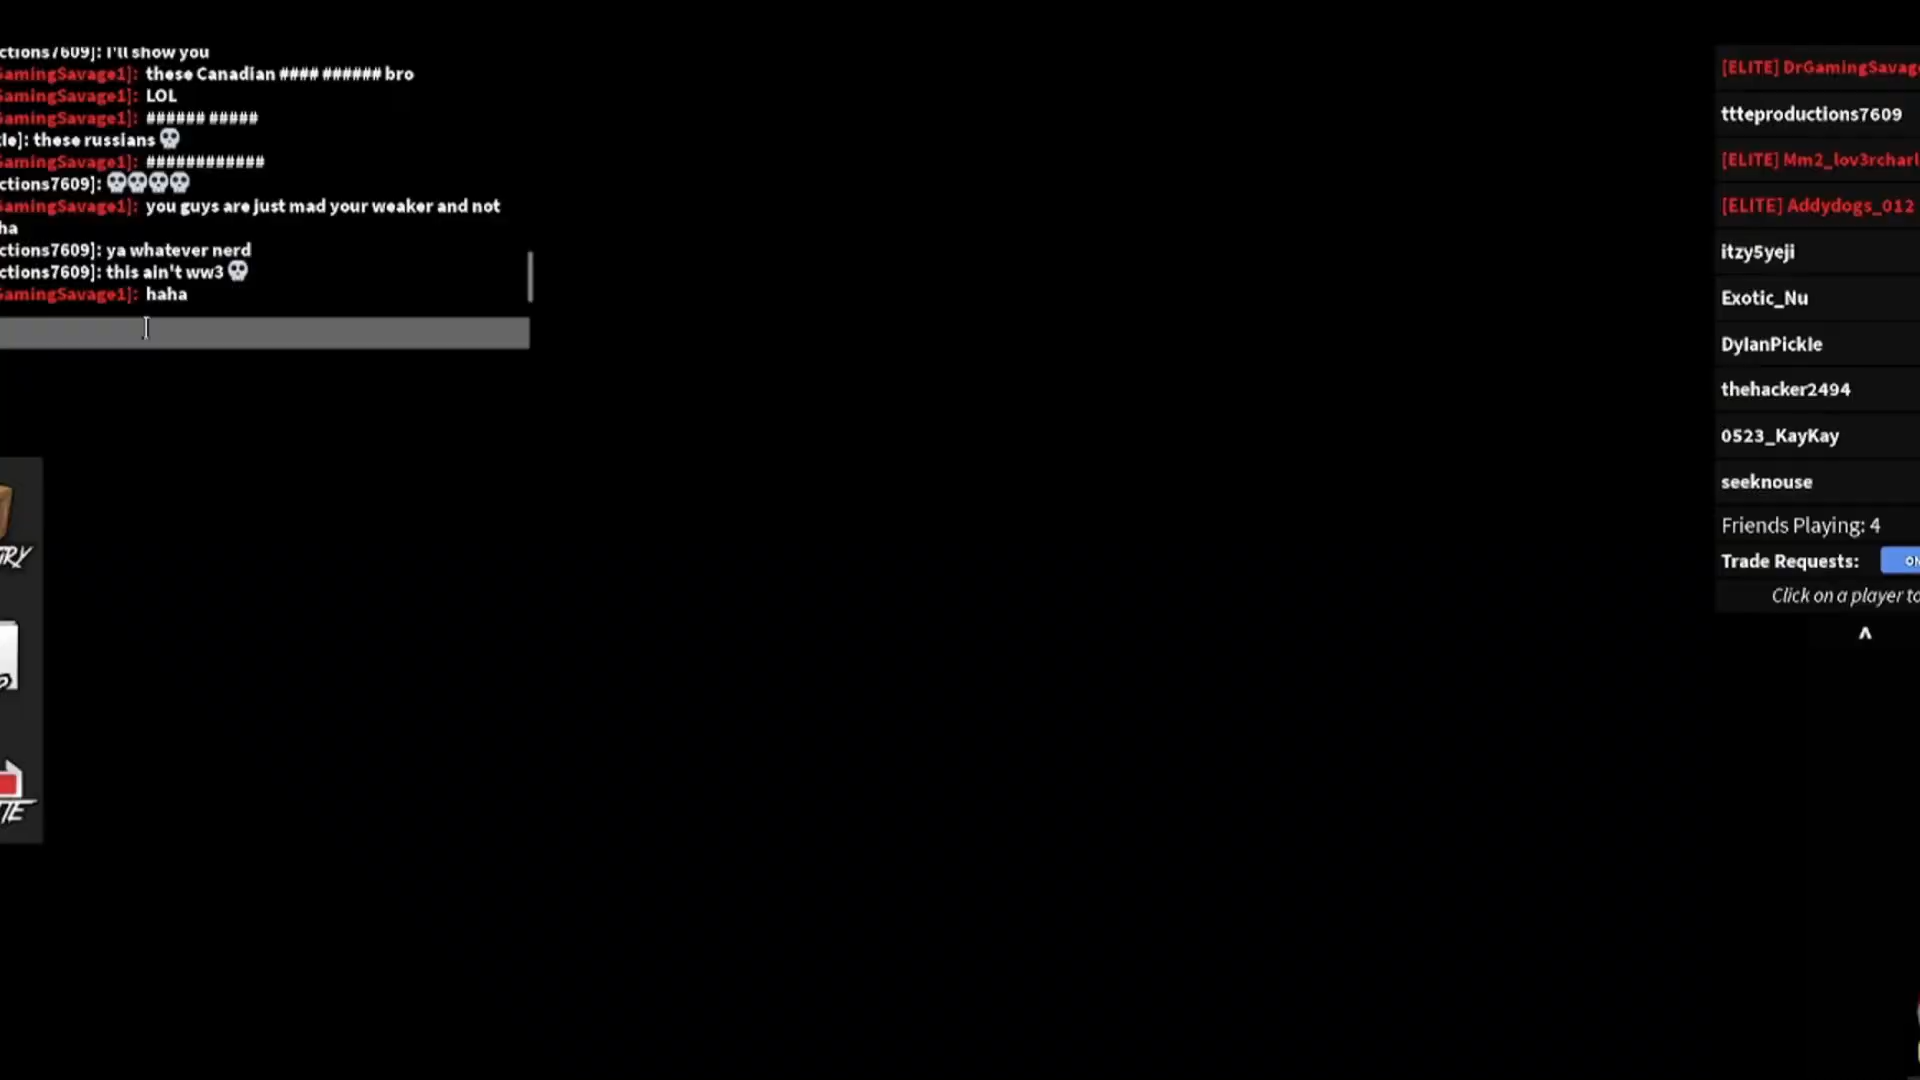 ctions7609]: I'll show you
GamingSavage1]: these Canadian #### ###### bro
GamingSavage1]: LOL
GamingSavage1]: ###### #####
kle]: these russians 💀
GamingSavage1]: ############
ctions7609]: 💀💀💀💀
GamingSavage1]: you guys are just mad your weaker and not
ha
ctions7609]: ya whatever nerd
ctions7609]: this ain't ww3 💀
GamingSavage1]: haha
[ELITE] DrGamingSavage
ttteproductions7609
[ELITE] Mm2_lov3rcharl
[ELITE] Addydogs_012
itzy5yeji
Exotic_Nu
DylanPickle
thehacker2494
0523_KayKay
seeknouse
Friends Playing: 4
Trade Requests: ON
Click on a player to
^